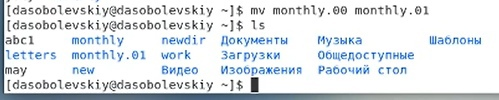 [dasobolevskiy@dasobolevskiy ~]$ mv monthly.00 monthly.01
[dasobolevskiy@dasobolevskiy ~]$ ls
abc1 monthly newdir Документы Музыка Шаблоны
letters monthly.01 work Загрузки Общедоступные
may new Видео Изображения Рабочий стол
[dasobolevskiy@dasobolevskiy ~]$